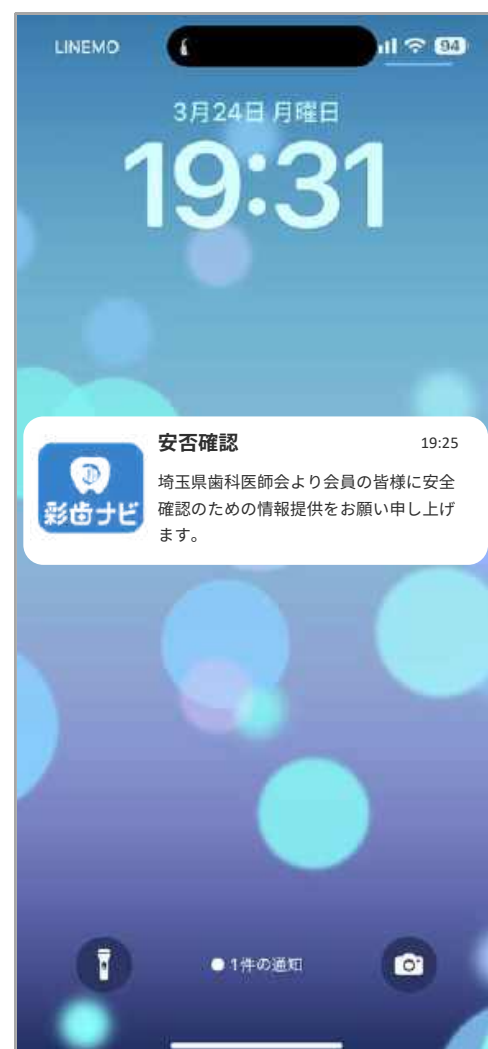 LINEMO
94
3月24日 月曜日
19:31
安否確認 19:25
彩歯ナビ
埼玉県歯科医師会より会員の皆様に安全
確認のための情報提供をお願い申し上げ
ます。
1件の通知